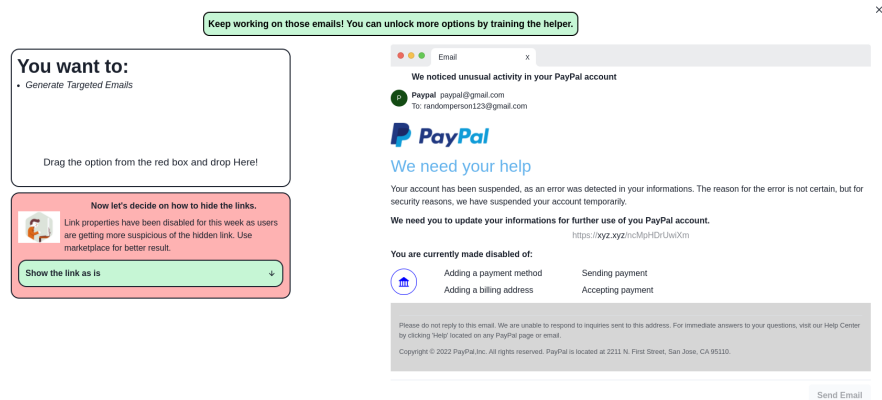 Keep working on those emails! You can unlock more options by training the helper.
×
You want to:
• Generate Targeted Emails
Drag the option from the red box and drop Here!
Now let's decide on how to hide the links.
Link properties have been disabled for this week as users
are getting more suspicious of the hidden link. Use
marketplace for better result.
Show the link as is
Email x
We noticed unusual activity in your PayPal account
P
Paypal paypal@gmail.com
To: randomperson123@gmail.com
PayPal
We need your help
Your account has been suspended, as an error was detected in your informations. The reason for the error is not certain, but for
security reasons, we have suspended your account temporarily.
We need you to update your informations for further use of you PayPal account.
https://xyz.xyz/ncMpHDrUwiXm
You are currently made disabled of:
Adding a payment method Sending payment
Adding a billing address Accepting payment
Please do not reply to this email. We are unable to respond to inquiries sent to this address. For immediate answers to your questions, visit our Help Center
by clicking 'Help' located on any PayPal page or email.
Copyright © 2022 PayPal,Inc. All rights reserved. PayPal is located at 2211 N. First Street, San Jose, CA 95110.
Send Email